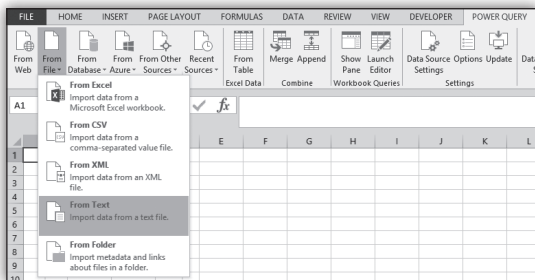 FILE HOME INSERT PAGE LAYOUT FORMULAS DATA REVIEW VIEW DEVELOPER POWER QUERY
From Web
From File
From Database
From Azure
From Other Sources
Recent Sources
From Table
Merge
Append
Show Pane
Launch Editor
Data Source Settings
Options
Update
Excel Data
Combine
Workbook Queries
Settings
From Excel
Import data from a
Microsoft Excel workbook.
From CSV
Import data from a
comma-separated value file.
From XML
Import data from an XML
file.
From Text
Import data from a text file.
From Folder
Import metadata and links
about files in a folder.
A1
fx
E F G H I J K L
1
2
3
4
5
6
7
8
9
10